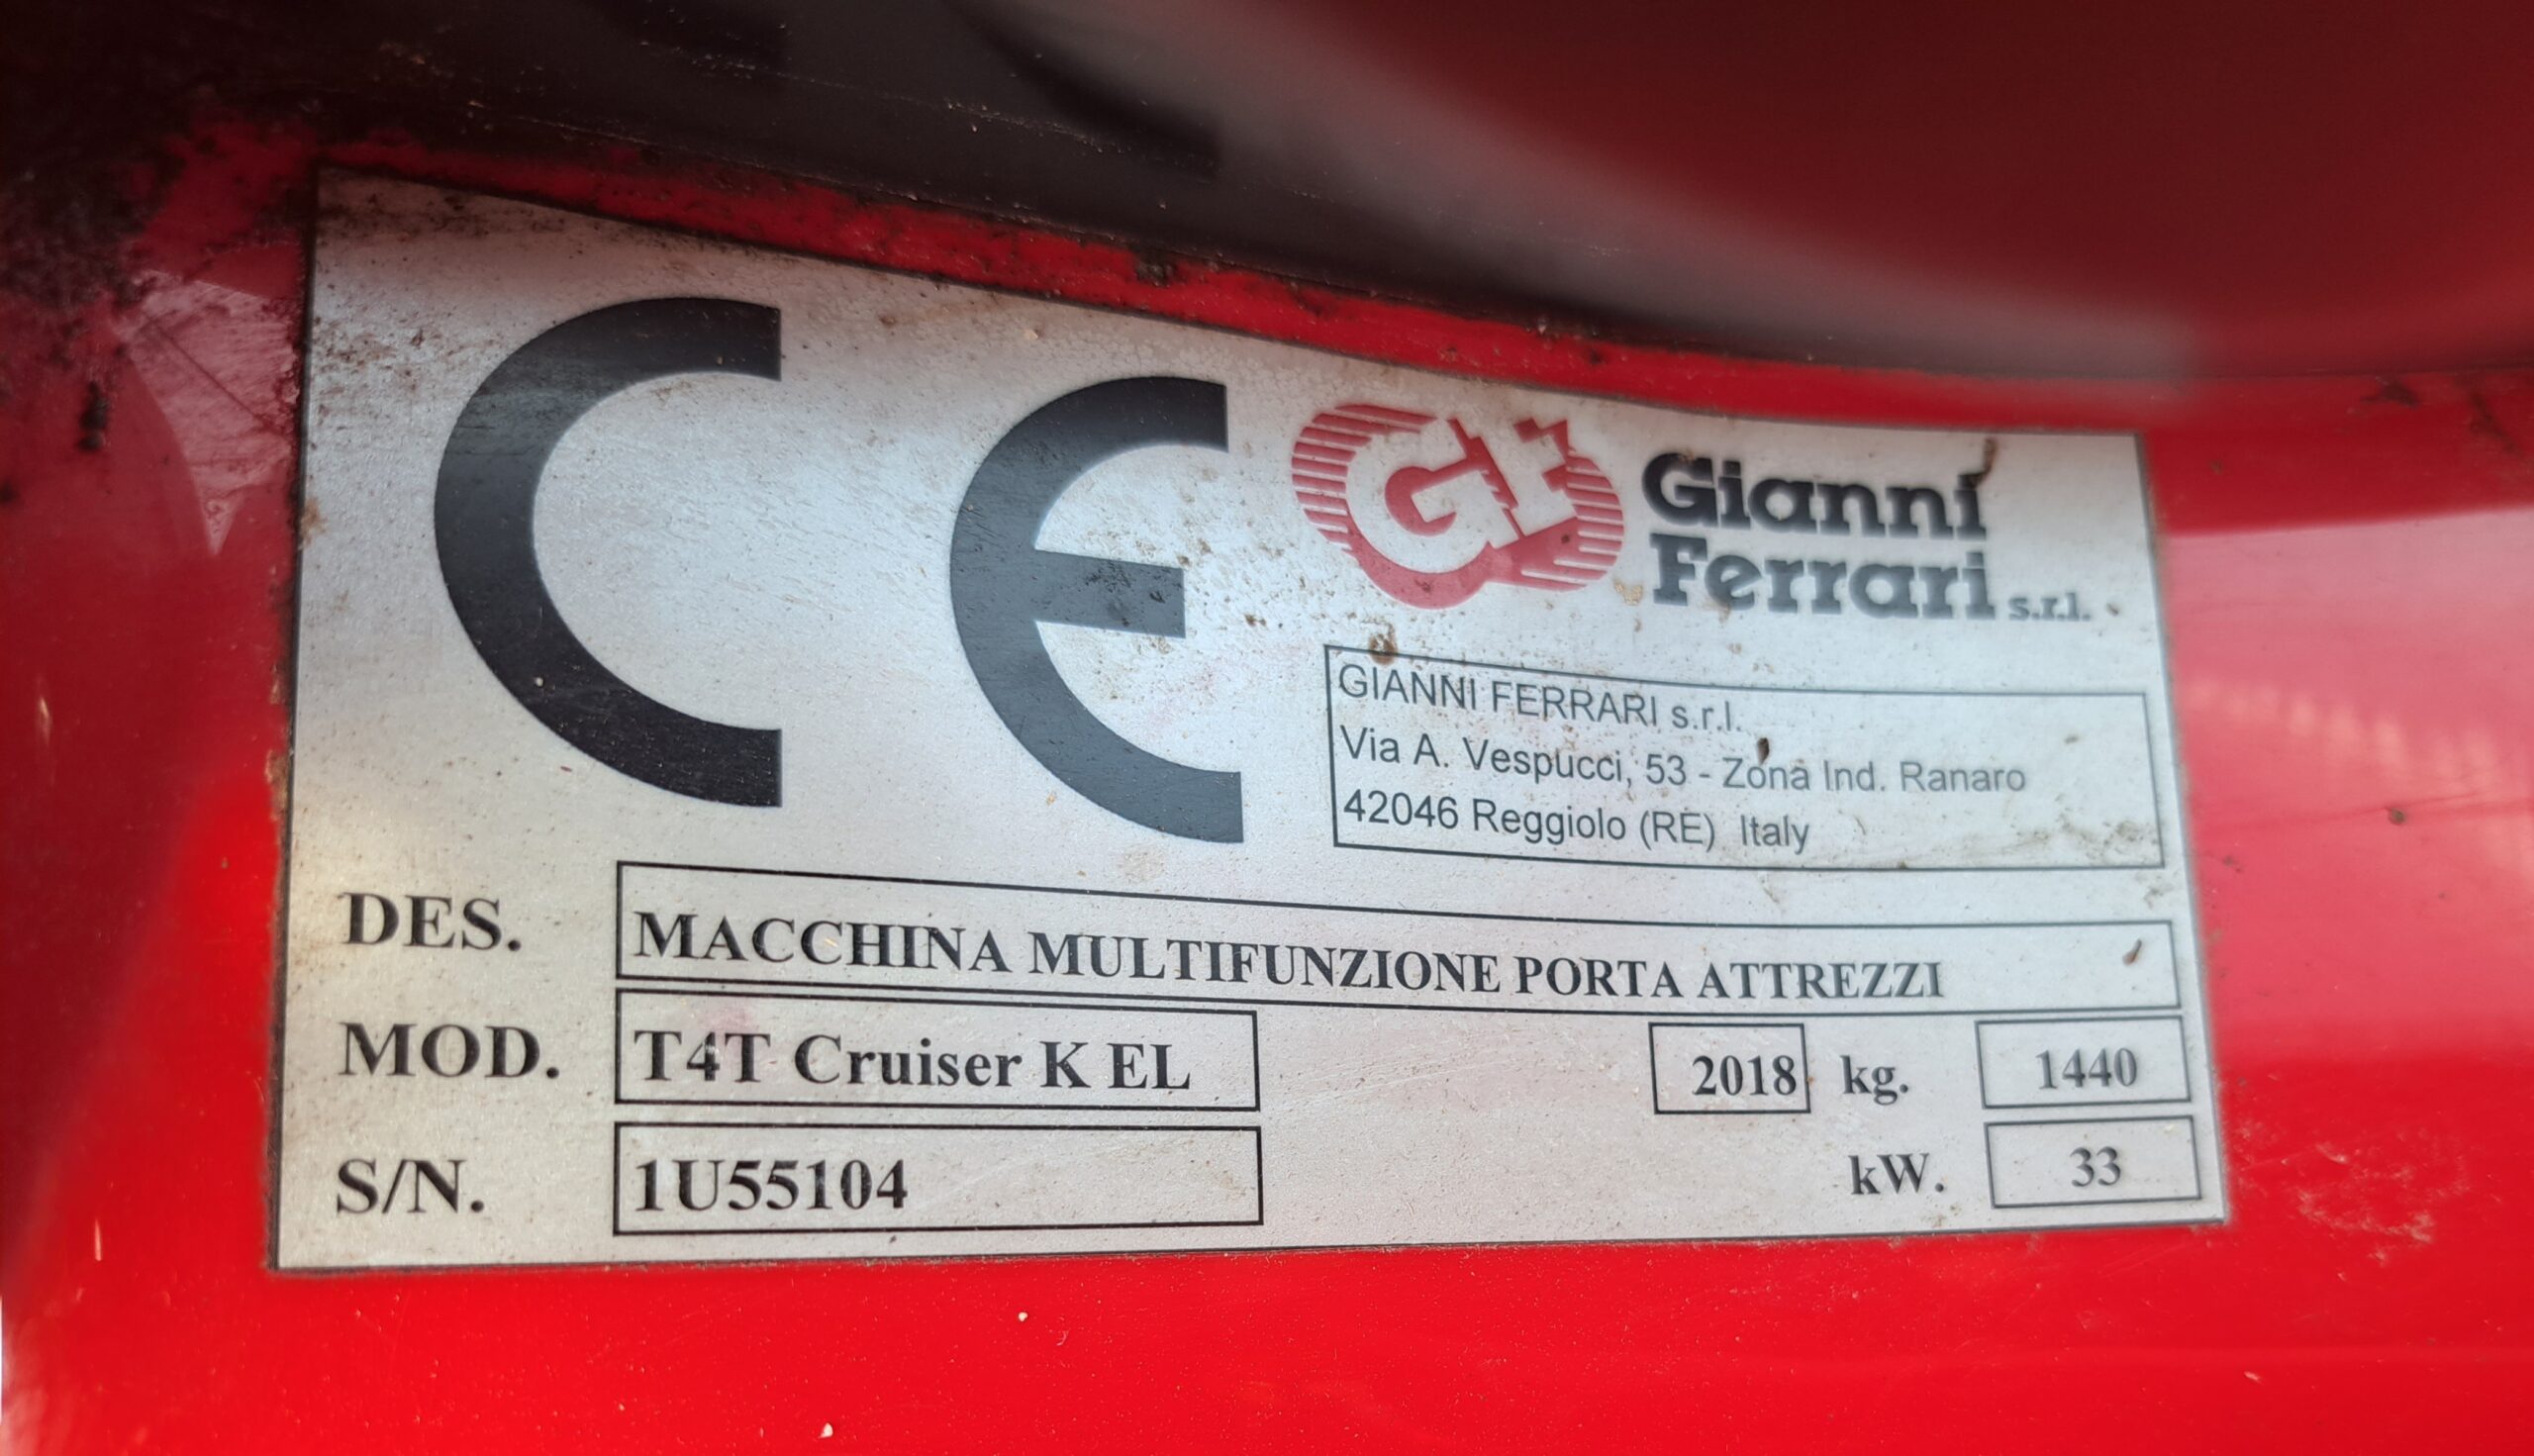 CE
GF Gianni
Ferrari s.r.l.
GIANNI FERRARI s.r.l.
Via A. Vespucci, 53 - Zona Ind. Ranaro
42046 Reggiolo (RE) Italy
DES. MACCHINA MULTIFUNZIONE PORTA ATTREZZI
MOD. T4T Cruiser K EL 2018 kg. 1440
S/N. 1U55104 kW. 33